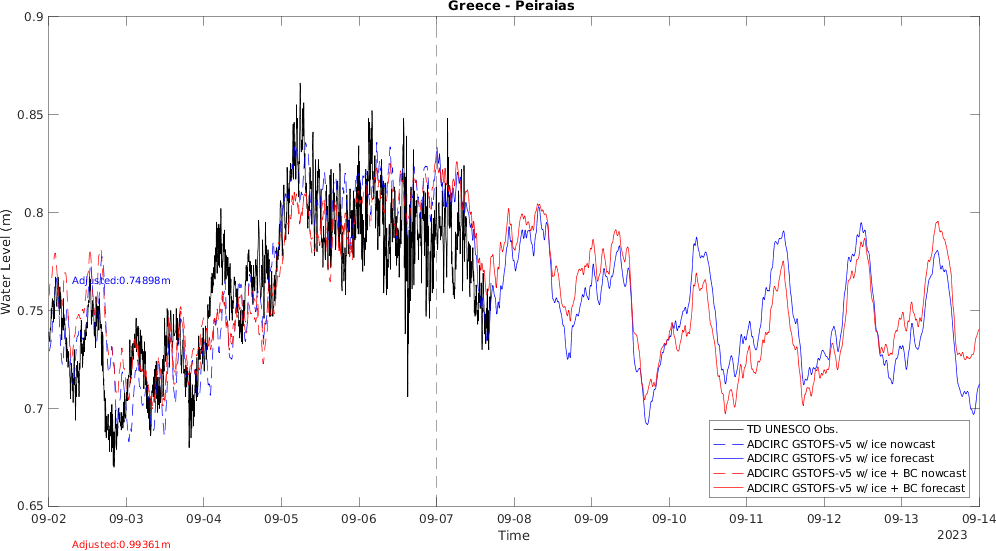 Greece - Peiraias
0.9
0.85
0.8
0.75
0.7
0.65
Water Level (m)
Adjusted:0.74898m
TD UNESCO Obs.
ADCIRC GSTOFS-v5 w/ ice nowcast
ADCIRC GSTOFS-v5 w/ ice forecast
ADCIRC GSTOFS-v5 w/ ice + BC nowcast
ADCIRC GSTOFS-v5 w/ ice + BC forecast
09-02 09-03 09-04 09-05 09-06 09-07 09-08 09-09 09-10 09-11 09-12 09-13 09-14
Time
2023
Adjusted:0.99361m